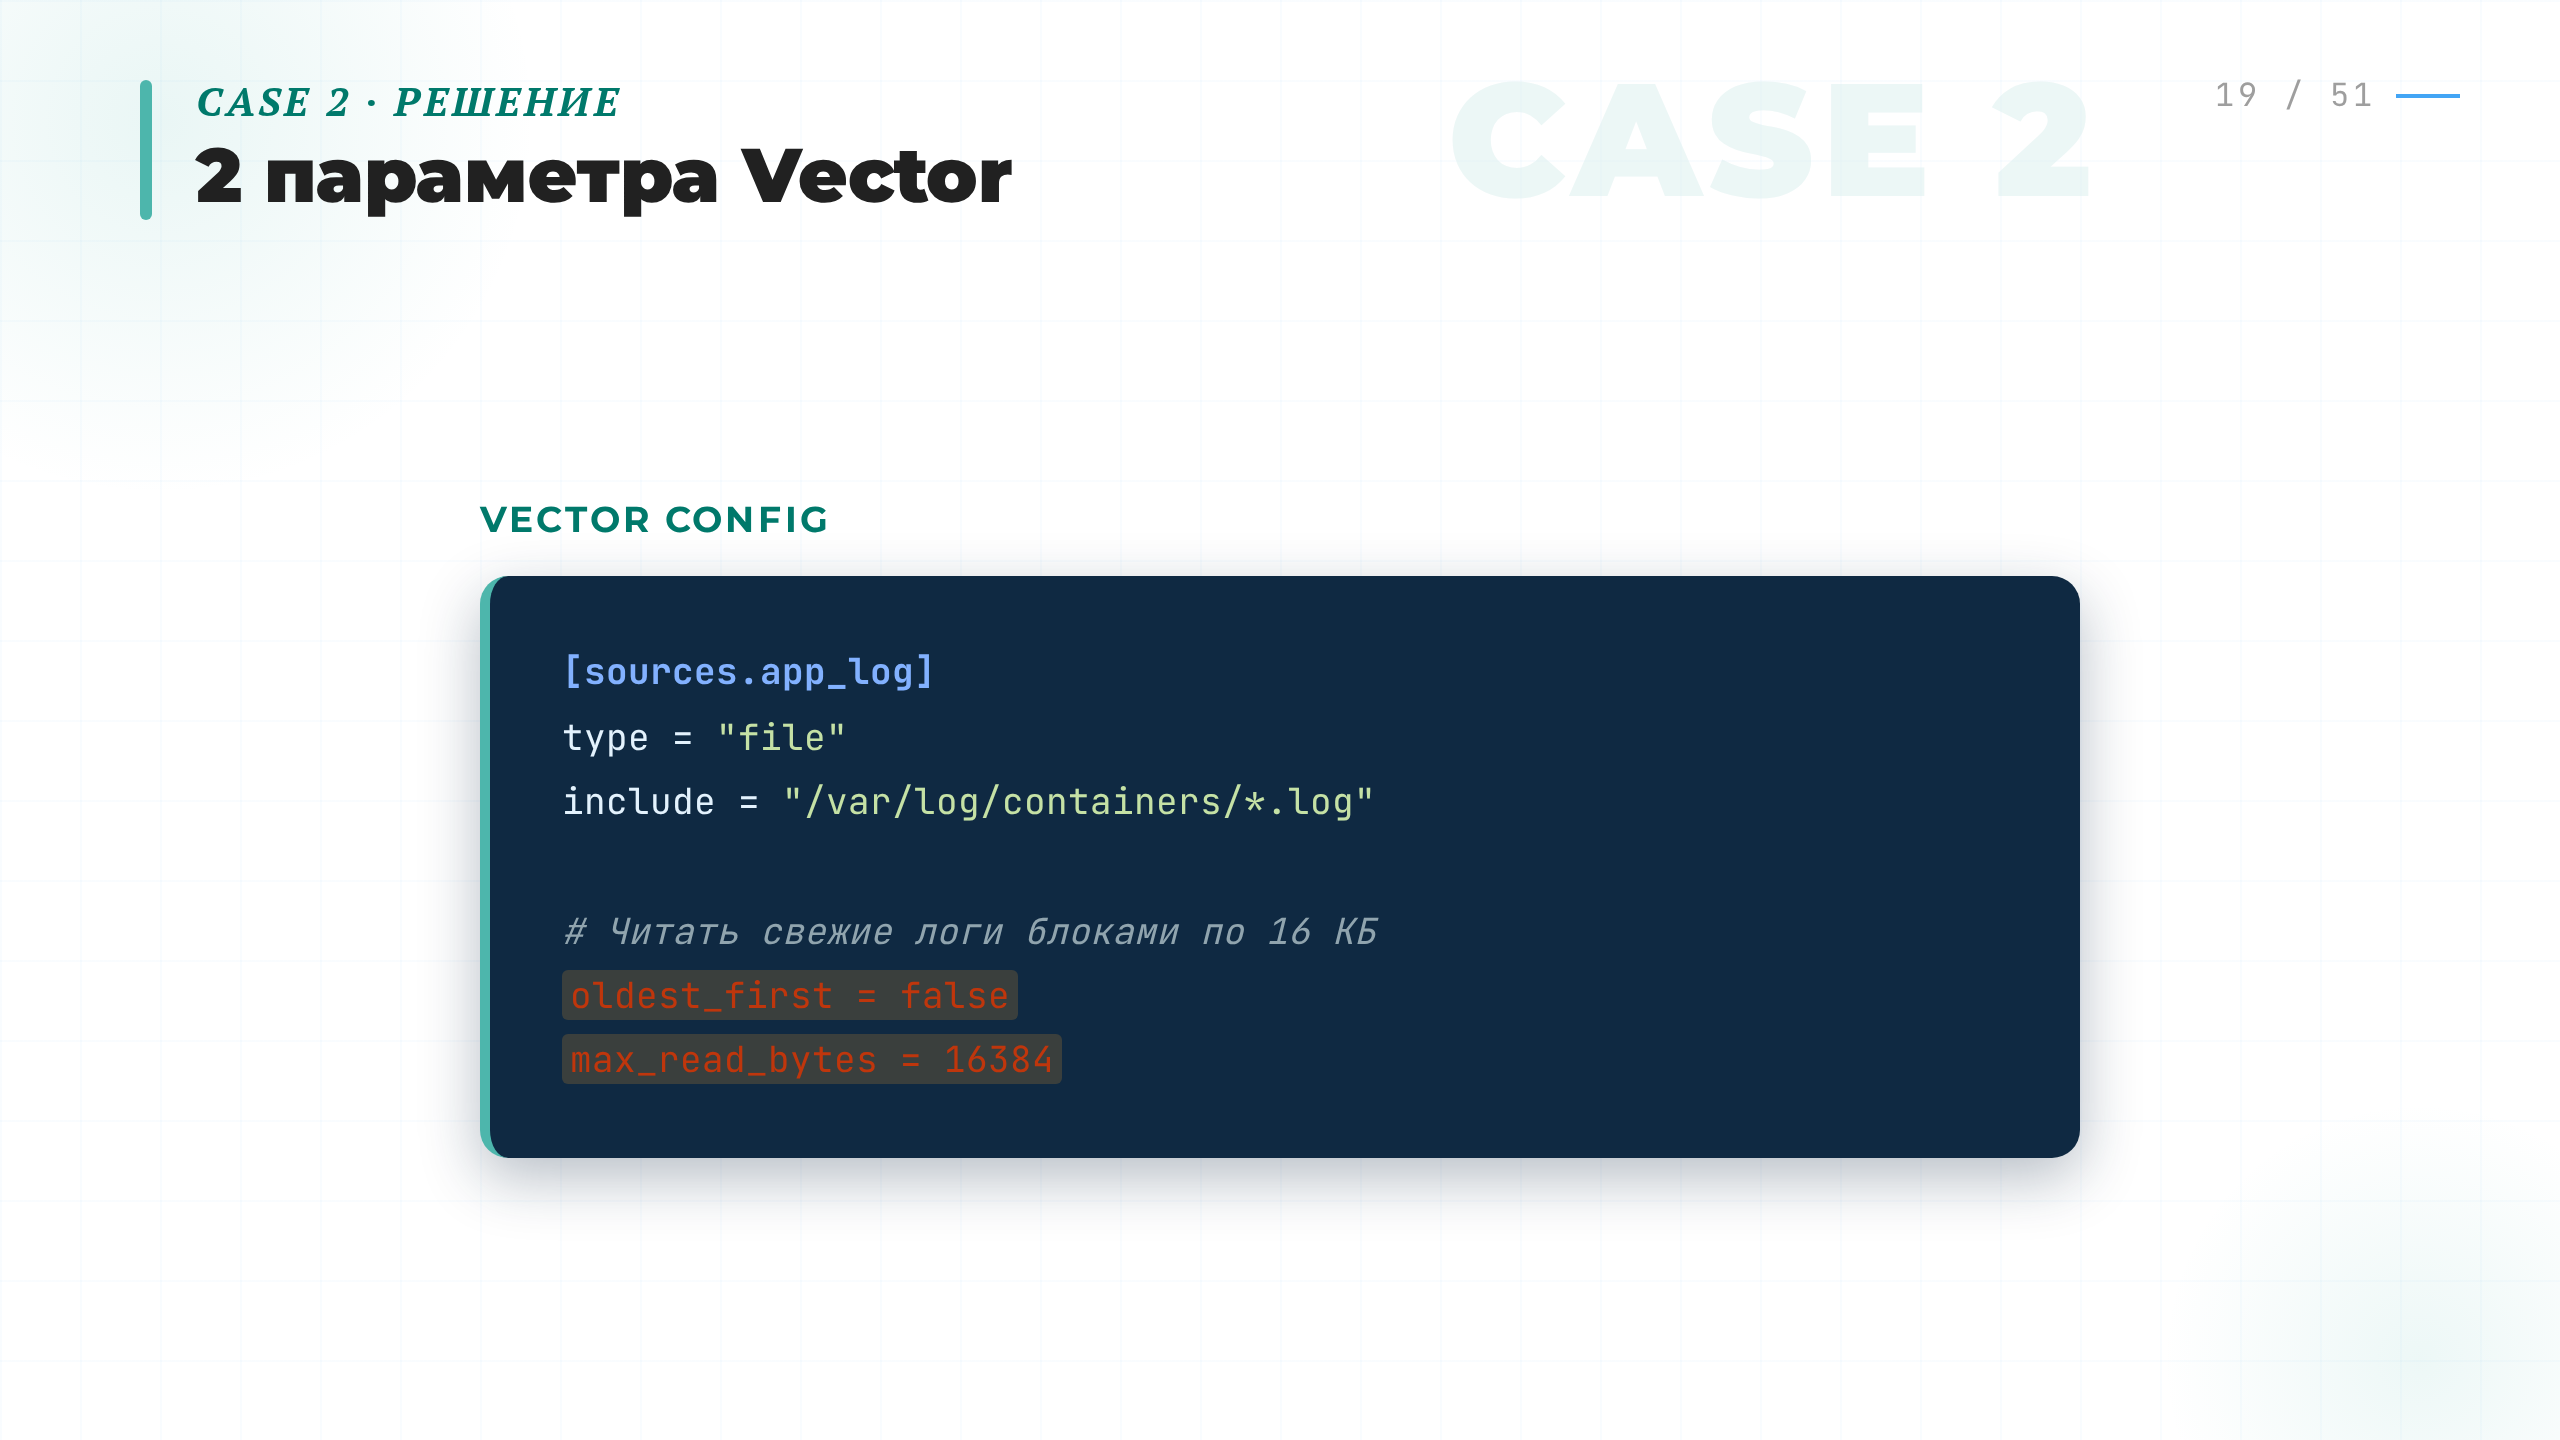 CASE 2 · РЕШЕНИЕ
2 параметра Vector
CASE 2
19 / 51
VECTOR CONFIG
[sources.app_log]
type = "file"
include = "/var/log/containers/*.log"
# Читать свежие логи блоками по 16 КБ
oldest_first = false
max_read_bytes = 16384